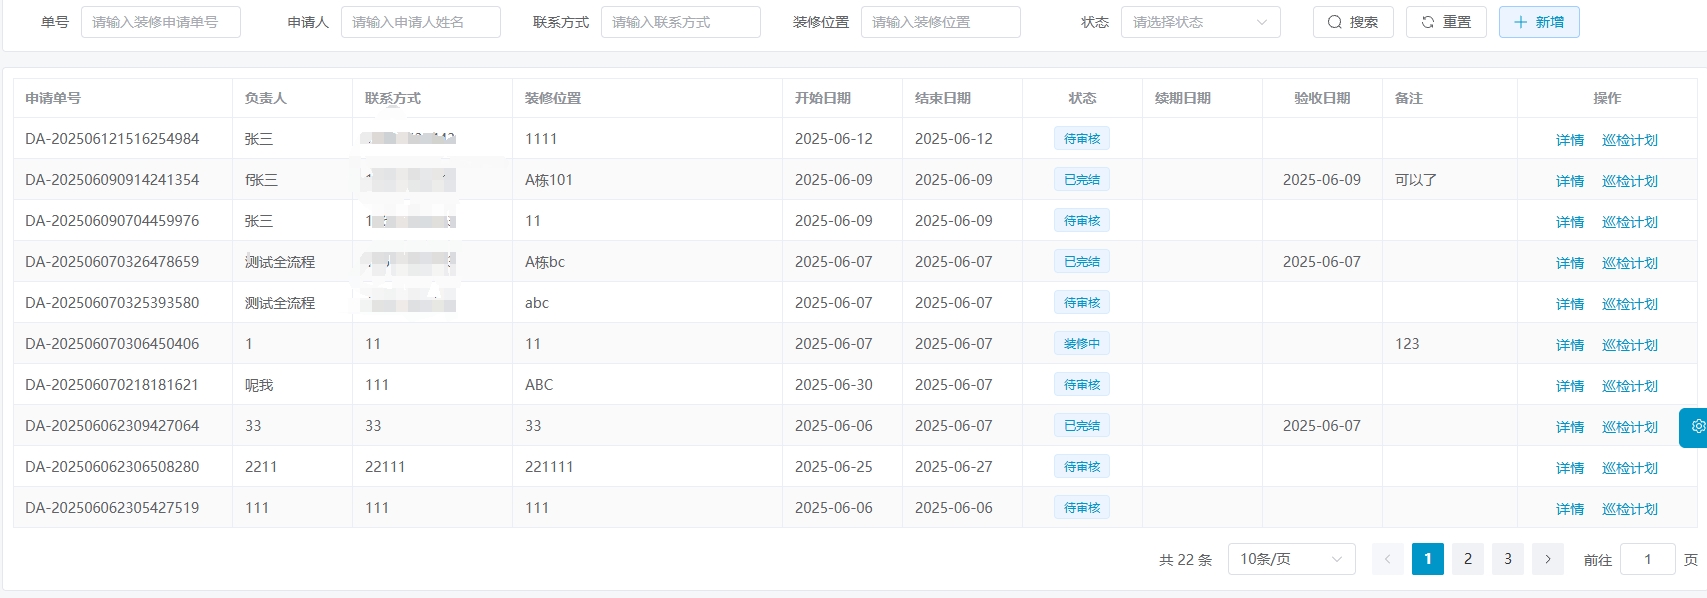 单号 请输入装修申请单号 申请人 请输入申请人姓名 联系方式 请输入联系方式 装修位置 请输入装修位置 状态 请选择状态 搜索 重置 新增
申请单号 负责人 联系方式 装修位置 开始日期 结束日期 状态 续期日期 验收日期 备注 操作
DA-202506121516254984 张三 1111 2025-06-12 2025-06-12 待审核 详情 巡检计划
DA-202506090914241354 f张三 A栋101 2025-06-09 2025-06-09 已完结 2025-06-09 可以了 详情 巡检计划
DA-202506090704459976 张三 11 2025-06-09 2025-06-09 待审核 详情 巡检计划
DA-202506070326478659 测试全流程 A栋bc 2025-06-07 2025-06-07 已完结 2025-06-07 详情 巡检计划
DA-202506070325393580 测试全流程 abc 2025-06-07 2025-06-07 待审核 详情 巡检计划
DA-202506070306450406 1 11 11 2025-06-07 2025-06-07 装修中 123 详情 巡检计划
DA-202506070218181621 呢我 111 ABC 2025-06-30 2025-06-07 待审核 详情 巡检计划
DA-202506062309427064 33 33 33 2025-06-06 2025-06-07 已完结 2025-06-07 详情 巡检计划
DA-202506062306508280 2211 22111 221111 2025-06-25 2025-06-27 待审核 详情 巡检计划
DA-202506062305427519 111 111 111 2025-06-06 2025-06-06 待审核 详情 巡检计划
共 22 条 10条/页 1 2 3 前往 1 页